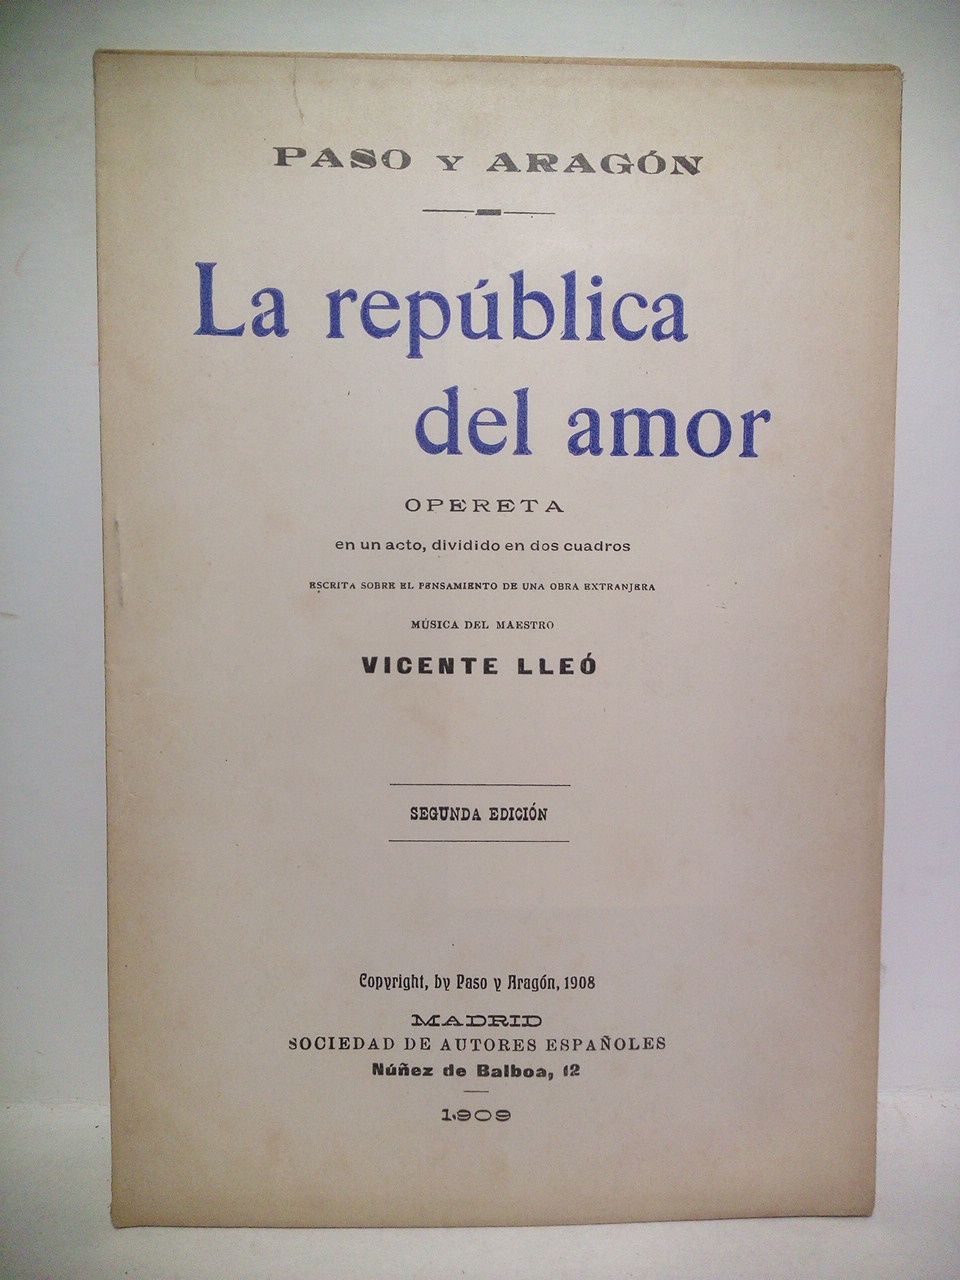 PASO Y ARAGÓN
La república
del amor
OPERETA
en un acto, dividido en dos cuadros
ESCRITA SOBRE EL PENSAMIENTO DE UNA OBRA EXTRANJERA
MÚSICA DEL MAESTRO
VICENTE LLEÓ
SEGUNDA EDICIÓN
Copyright, by Paso y Aragón, 1908
MADRID
SOCIEDAD DE AUTORES ESPAÑOLES
Núñez de Balboa, 12
1909